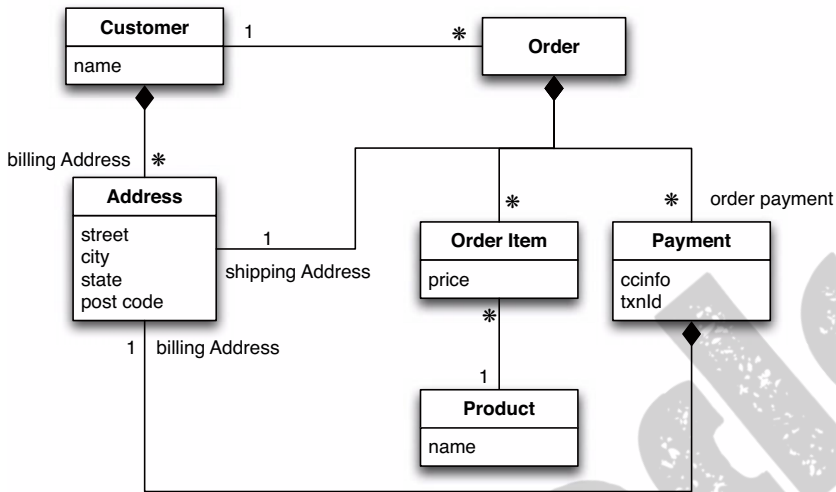 Customer
name
1
*
Order
billing Address
*
Address
street
city
state
post code
1
shipping Address
*
Order Item
price
*
order payment
Payment
ccinfo
txnId
1
billing Address
*
1
Product
name